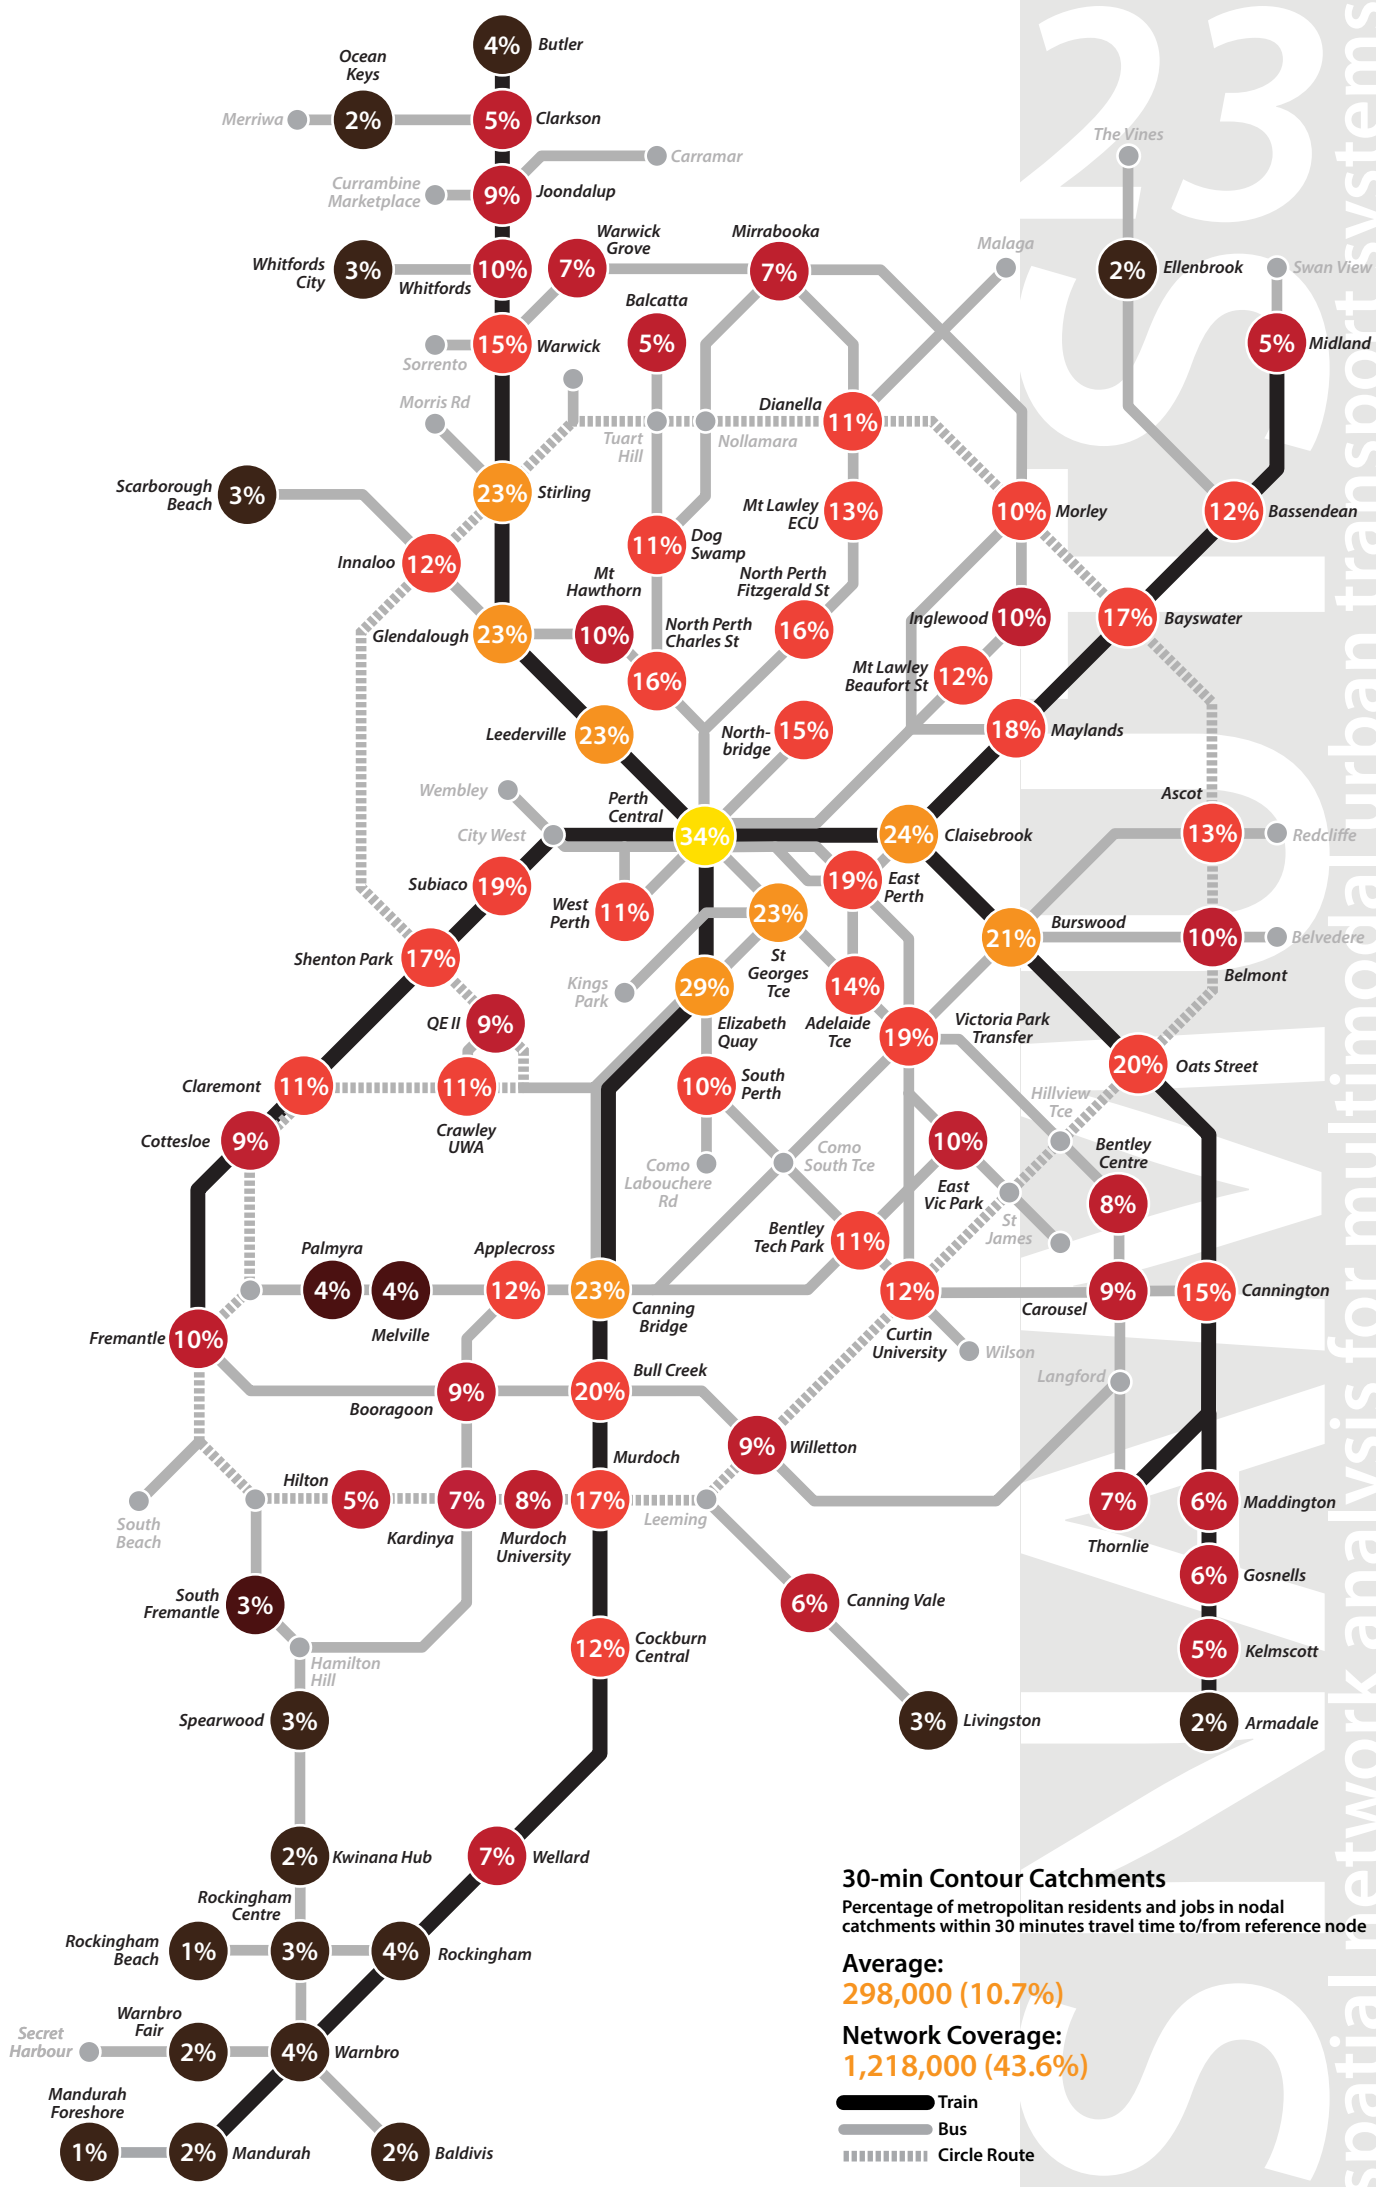 23
SNAMUTS
spatial network analysis for multimodal urban transport systems
4%
Butler
Ocean
Keys
Merriwa
2%
5%
Clarkson
Carramar
The Vines
Currambine
Marketplace
9%
Joondalup
Warwick
Grove
Mirrabooka
Malaga
Whitfords
City
3%
Whitfords
10%
7%
7%
2%
Ellenbrook
Swan View
Balcatta
Sorrento
15%
Warwick
5%
5%
Midland
Morris Rd
Tuart
Hill
Nollamara
Dianella
11%
Scarborough
Beach
3%
23%
Stirling
Mt Lawley
ECU
13%
10%
Morley
12%
Bassendean
Innaloo
12%
11%
Dog
Swamp
Mt
Hawthorn
North Perth
Fitzgerald St
Glendalough
23%
10%
North Perth
Charles St
16%
Inglewood
10%
17%
Bayswater
16%
Mt Lawley
Beaufort St
12%
Leederville
23%
North-
bridge
15%
18%
Maylands
Wembley
Perth
Central
Ascot
City West
34%
24%
Claisebrook
13%
Redcliffe
Subiaco
19%
West
Perth
11%
19%
East
Perth
23%
St
Georges
Tce
21%
Burswood
10%
Belvedere
Belmont
Shenton Park
17%
Kings
Park
29%
Elizabeth
Quay
14%
Adelaide
Tce
QE II
9%
19%
Victoria Park
Transfer
20%
Oats Street
Claremont
11%
11%
Crawley
UWA
10%
South
Perth
Hillview
Tce
Cottesloe
9%
Como
Labouchere
Rd
Como
South Tce
10%
East
Vic Park
Bentley
Centre
8%
St
James
Palmyra
4%
4%
Melville
Applecross
12%
23%
Canning
Bridge
Bentley
Tech Park
11%
12%
Curtin
University
Carousel
9%
15%
Cannington
Fremantle
10%
Wilson
Booragoon
9%
20%
Bull Creek
Langford
9%
Willetton
Murdoch
South
Beach
Hilton
5%
7%
Kardinya
8%
Murdoch
University
17%
Leeming
7%
Thornlie
6%
Maddington
6%
Gosnells
South
Fremantle
3%
6%
Canning Vale
Hamilton
Hill
12%
Cockburn
Central
5%
Kelmscott
Spearwood
3%
3%
Livingston
2%
Armadale
2%
Kwinana Hub
7%
Wellard
Rockingham
Centre
Rockingham
Beach
1%
3%
4%
Rockingham
Warnbro
Fair
Secret
Harbour
2%
4%
Warnbro
Mandurah
Foreshore
1%
2%
Mandurah
2%
Baldivis
30-min Contour Catchments
Percentage of metropolitan residents and jobs in nodal
catchments within 30 minutes travel time to/from reference node
Average:
298,000 (10.7%)
Network Coverage:
1,218,000 (43.6%)
Train
Bus
Circle Route